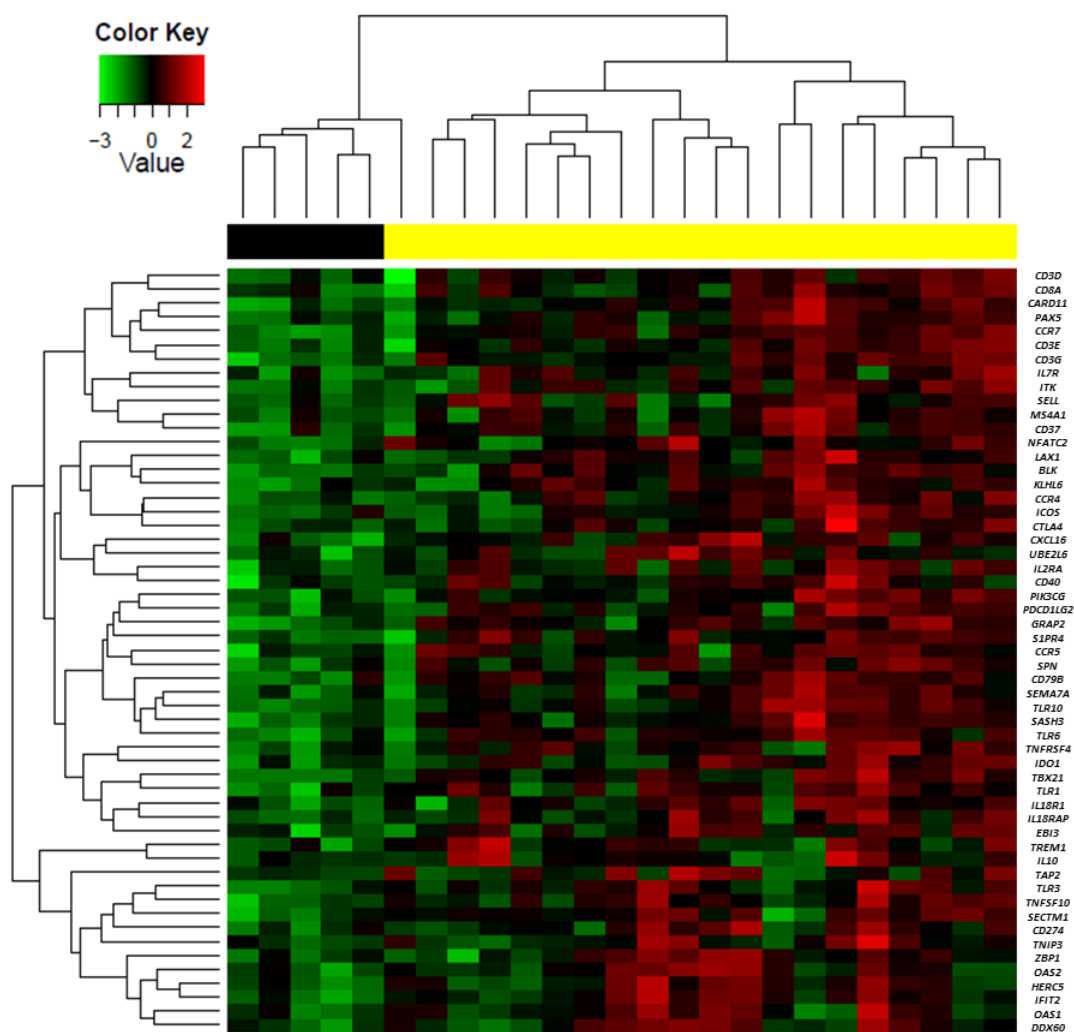 Color Key
−3 0 2
Value
CD3D
CD8A
CARD11
PAX5
CCR7
CD3E
CD3G
IL7R
ITK
SELL
MS4A1
CD37
NFATC2
LAX1
BLK
KLHL6
CCR4
ICOS
CTLA4
CXCL16
UBE2L6
IL2RA
CD40
PIK3CG
PDCD1LG2
GRAP2
S1PR4
CCR5
SPN
CD79B
SEMA7A
TLR10
SASH3
TLR6
TNFRSF4
IDO1
TBX21
TLR1
IL18R1
IL18RAP
EBI3
TREM1
IL10
TAP2
TLR3
TNFSF10
SECTM1
CD274
TNIP3
ZBP1
OAS2
HERC5
IFIT2
OAS1
DDX60